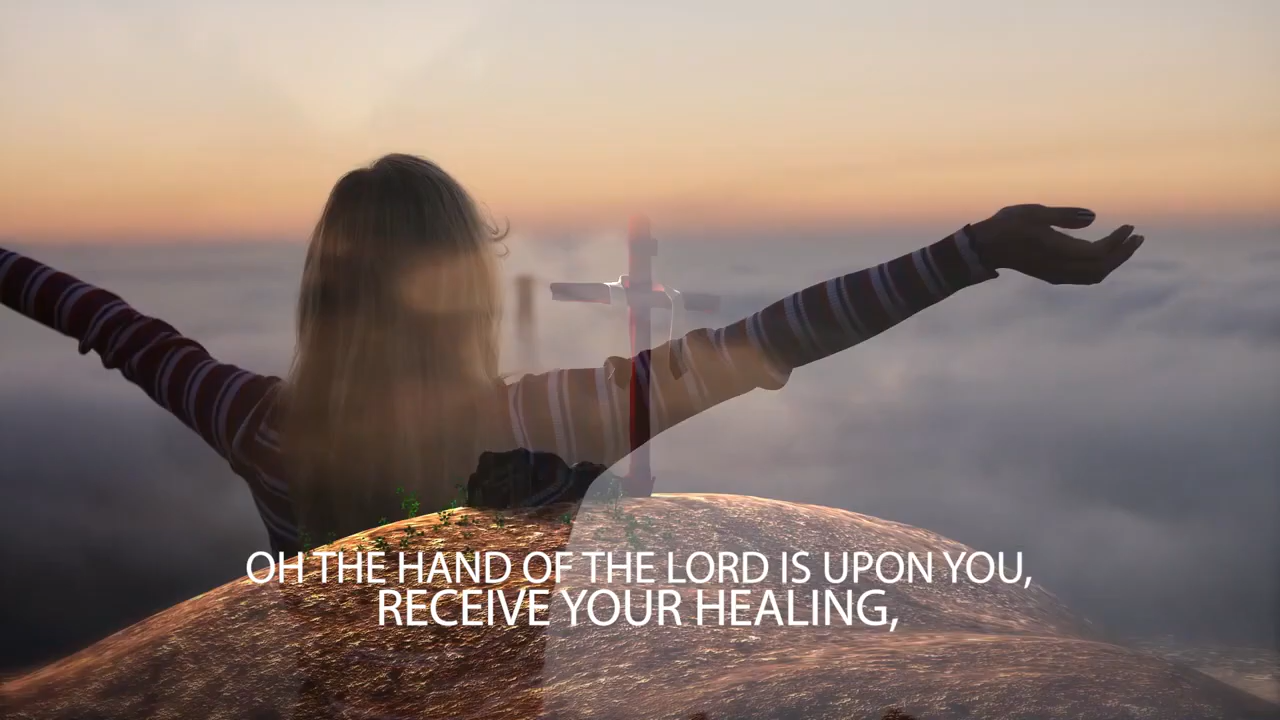 OH THE HAND OF THE LORD IS UPON YOU,
RECEIVE YOUR HEALING,